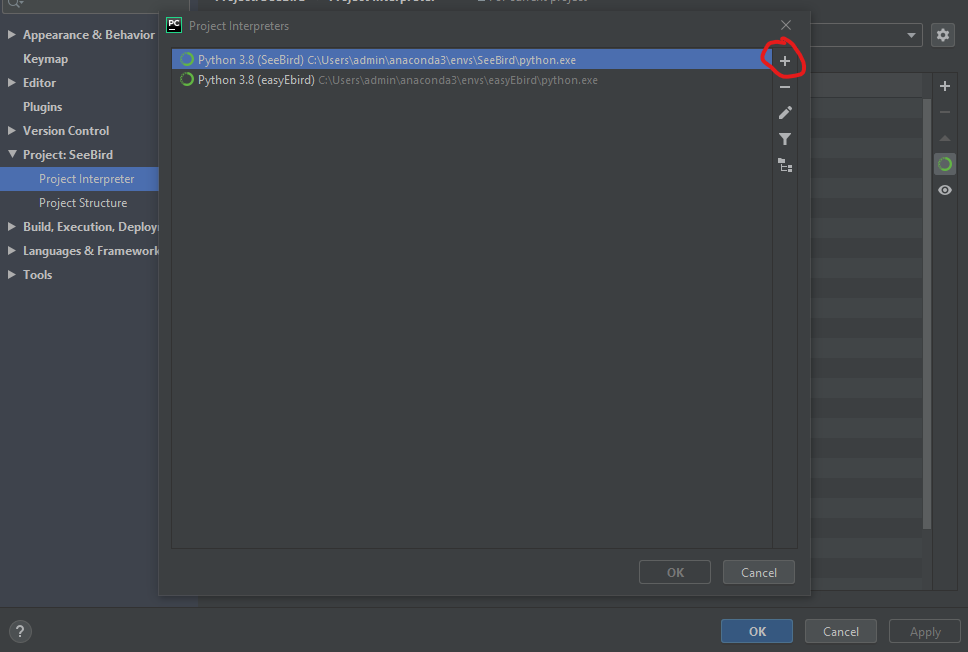 Project Interpreters
Appearance & Behavior
Keymap
Editor
Plugins
Version Control
Project: SeeBird
Project Interpreter
Project Structure
Build, Execution, Deploy
Languages & Framework
Tools
PC
Python 3.8 (SeeBird) C:\Users\admin\anaconda3\envs\SeeBird\python.exe
Python 3.8 (easyEbird) C:\Users\admin\anaconda3\envs\easyEbird\python.exe
OK
Cancel
?
OK
Cancel
Apply